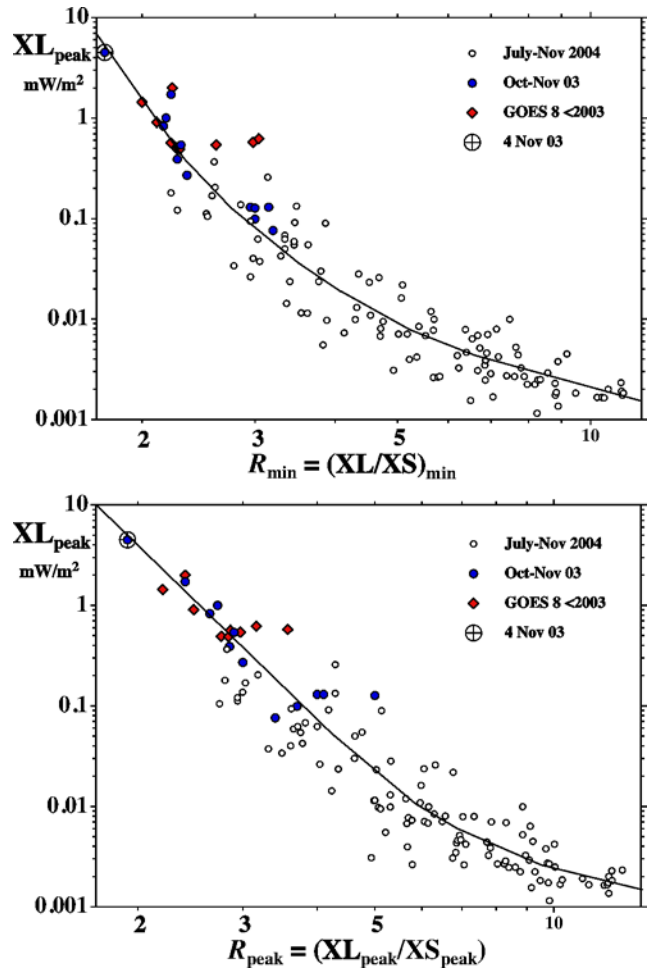 10
XLpeak
mW/m²
1
0.1
0.01
0.001
July-Nov 2004
Oct-Nov 03
GOES 8 <2003
4 Nov 03
2 3 5 10
Rmin = (XL/XS)min
10
XLpeak
mW/m²
1
0.1
0.01
0.001
July-Nov 2004
Oct-Nov 03
GOES 8 <2003
4 Nov 03
2 3 5 10
Rpeak = (XLpeak/XSpeak)